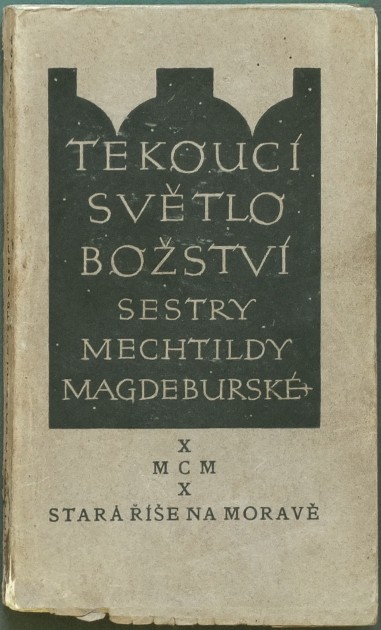 TEKOUCÍ
SVĚTLO
BOŽSTVÍ
SESTRY
MECHTILDY
MAGDEBURSKÉ+
X
MCM
X
STARÁ ŘÍŠE NA MORAVĚ